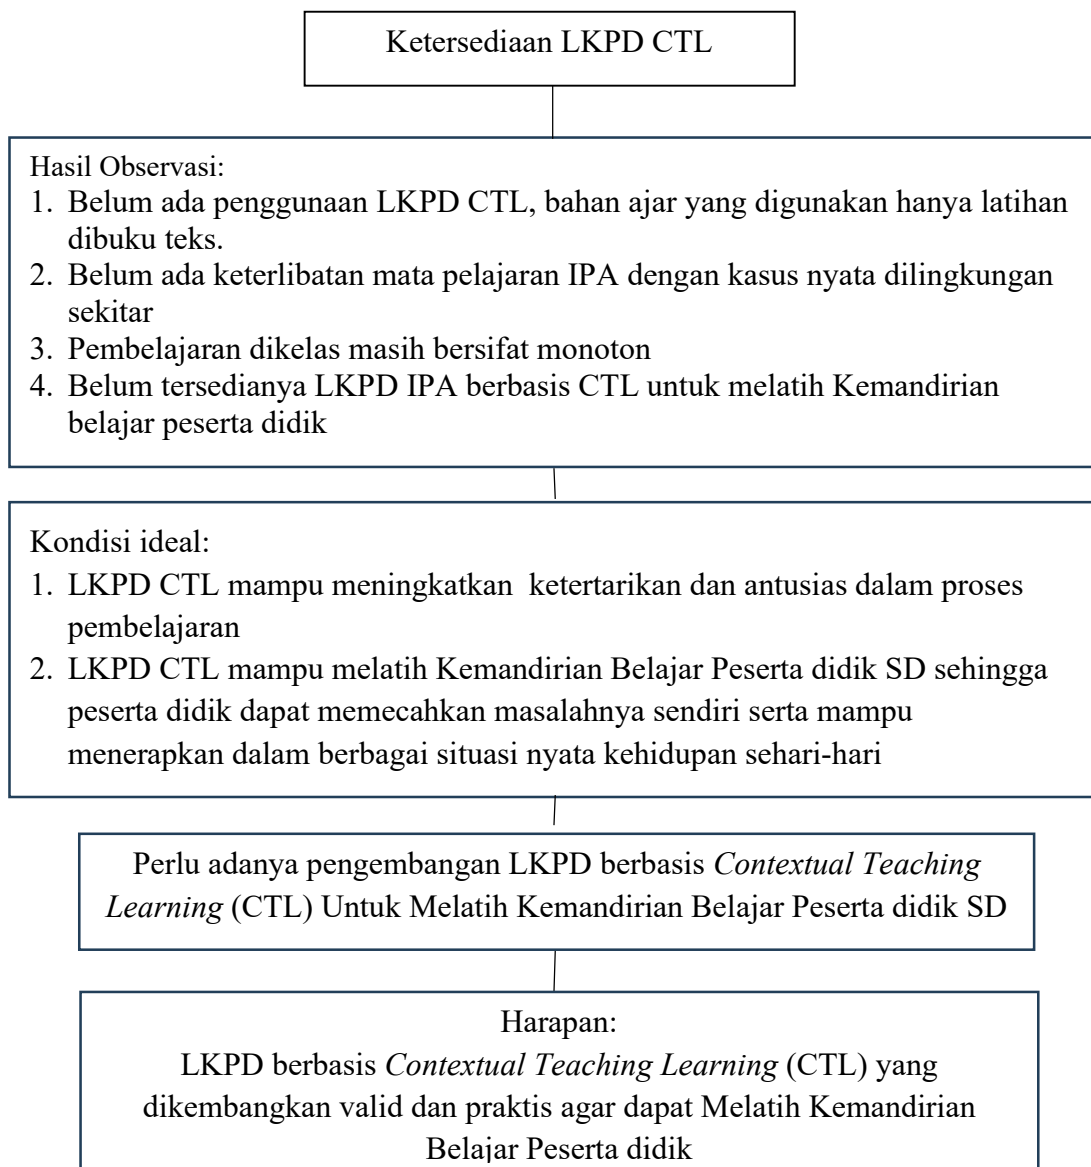 Ketersediaan LKPD CTL
Hasil Observasi:
1. Belum ada penggunaan LKPD CTL, bahan ajar yang digunakan hanya latihan
dibuku teks.
2. Belum ada keterlibatan mata pelajaran IPA dengan kasus nyata dilingkungan
sekitar
3. Pembelajaran dikelas masih bersifat monoton
4. Belum tersedianya LKPD IPA berbasis CTL untuk melatih Kemandirian
belajar peserta didik
Kondisi ideal:
1. LKPD CTL mampu meningkatkan ketertarikan dan antusias dalam proses
pembelajaran
2. LKPD CTL mampu melatih Kemandirian Belajar Peserta didik SD sehingga
peserta didik dapat memecahkan masalahnya sendiri serta mampu
menerapkan dalam berbagai situasi nyata kehidupan sehari-hari
Perlu adanya pengembangan LKPD berbasis Contextual Teaching
Learning (CTL) Untuk Melatih Kemandirian Belajar Peserta didik SD
Harapan:
LKPD berbasis Contextual Teaching Learning (CTL) yang
dikembangkan valid dan praktis agar dapat Melatih Kemandirian
Belajar Peserta didik